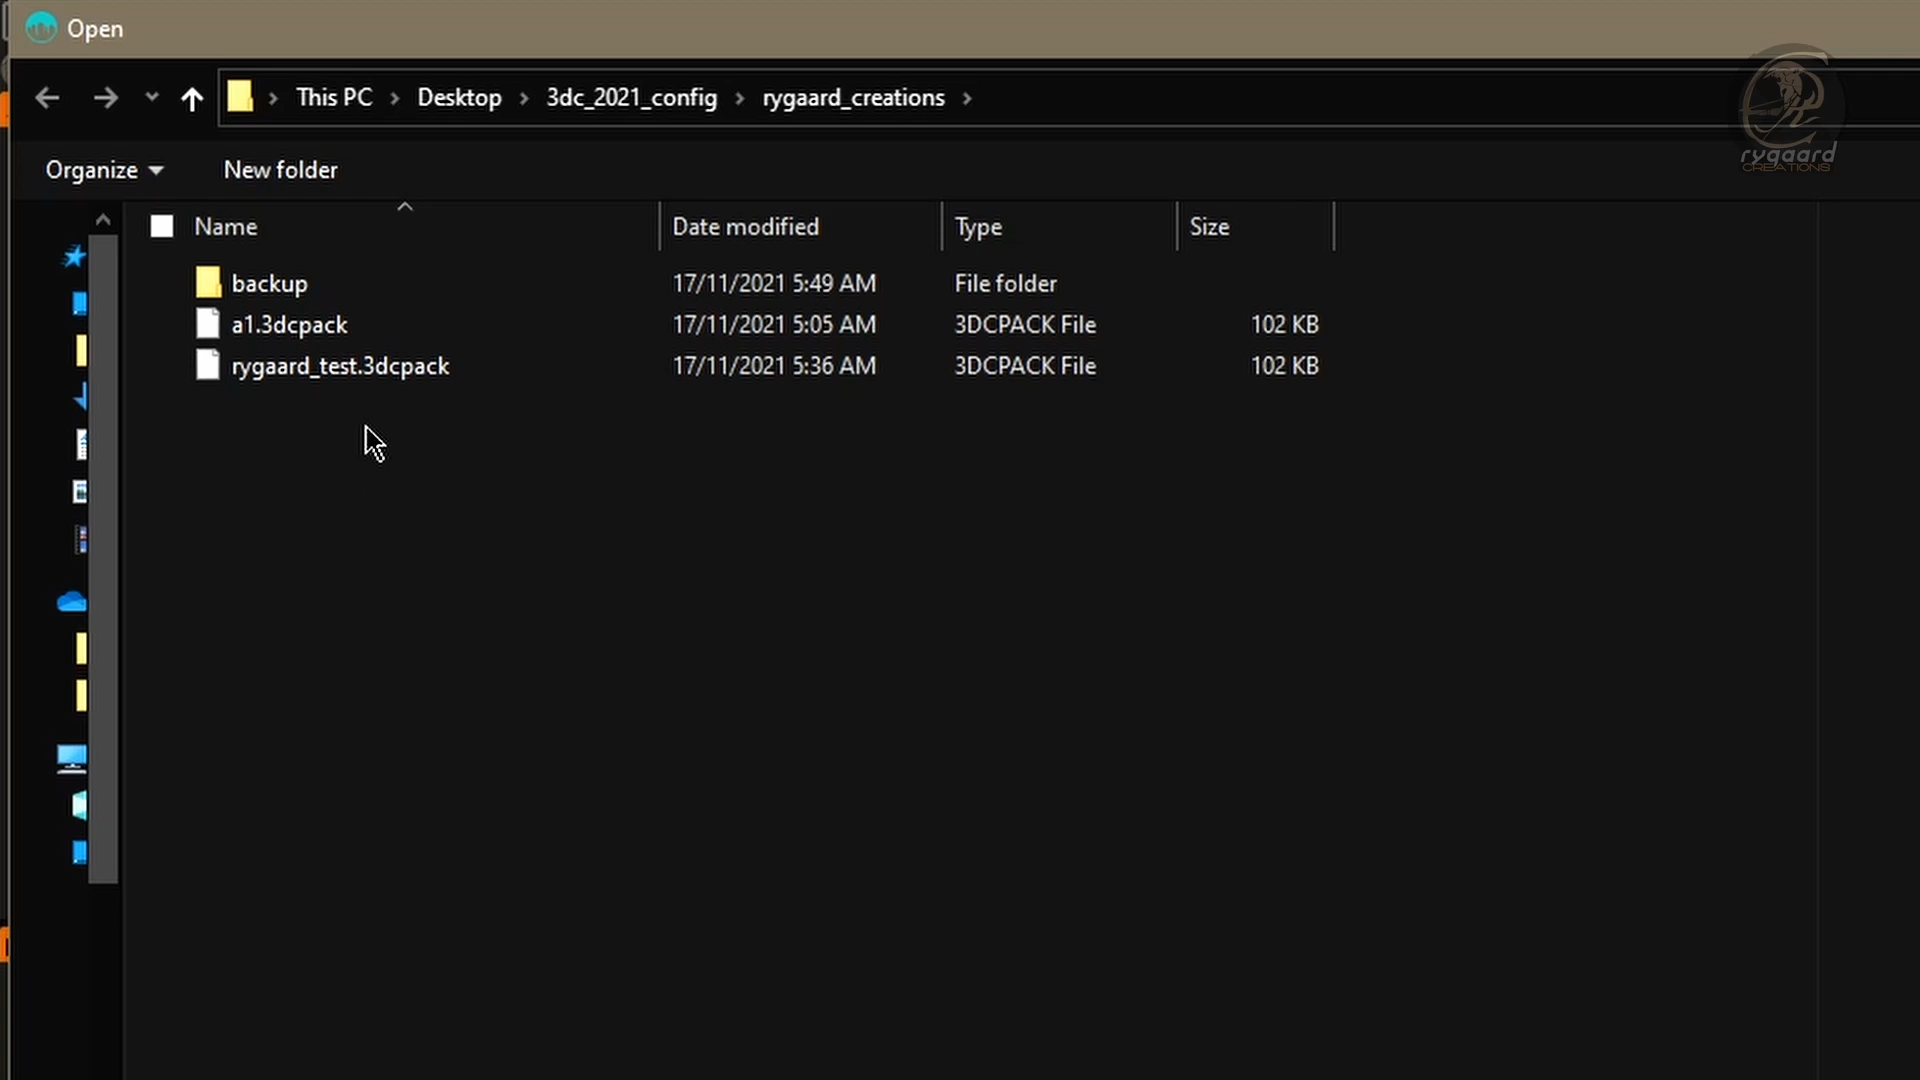 Open
This PC > Desktop > 3dc_2021_config > rygaard_creations >
rygaard
CREATIONS
Organize New folder
Name Date modified Type Size
backup 17/11/2021 5:49 AM File folder
a1.3dcpack 17/11/2021 5:05 AM 3DCPACK File 102 KB
rygaard_test.3dcpack 17/11/2021 5:36 AM 3DCPACK File 102 KB